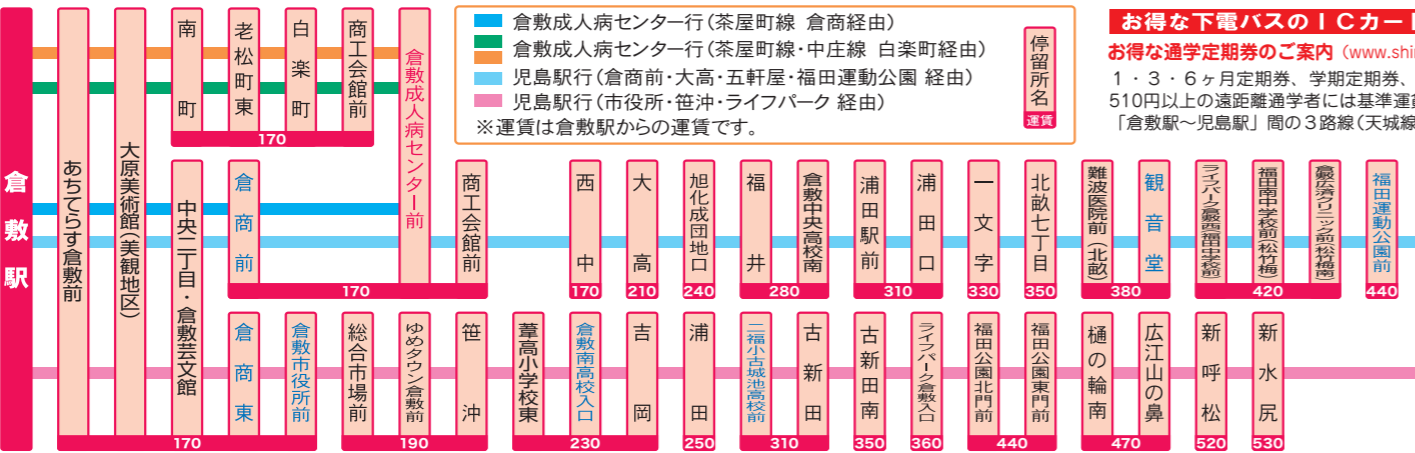 倉敷成人病センター行(茶屋町線 倉商経由)
倉敷成人病センター行(茶屋町線・中庄線 白楽町経由)
児島駅行(倉商前・大高・五軒屋・福田運動公園 経由)
児島駅行(市役所・笹沖・ライフパーク 経由)
※運賃は倉敷駅からの運賃です。
停留所名
運賃
お得な下電バスのICカード
お得な通学定期券のご案内(www.shi
1・3・6ヶ月定期券、学期定期券、
510円以上の遠距離通学者には基準運賃
「倉敷駅〜児島駅」間の3路線(天城線
倉敷駅
あちてらす倉敷前
大原美術館(美観地区)
南町
老松町東
白楽町
商工会館前
170
倉敷成人病センター前
中央二丁目・倉敷芸文館
倉商前
商工会館前
170
西中
170
大高
210
旭化成団地口
240
福井
倉敷中央高校南
280
浦田駅前
浦田口
310
一文字
330
北畝七丁目
350
難波医院前(北畝)
観音堂
380
ライフパーク倉敷西(福田中学校前)
福田南中学校前(松竹梅)
倉敷広済クリニック前(松竹梅南)
420
福田運動公園前
440
倉商東
倉敷市役所前
170
総合市場前
ゆめタウン倉敷前
笹沖
190
葦高小学校東
倉敷南高校入口
吉岡
230
浦田
250
二福小古城池高校前
古新田
310
古新田南
350
ライフパーク倉敷入口
360
福田公園北門前
福田公園東門前
440
樋の輪南
広江山の鼻
470
新呼松
520
新水尻
530